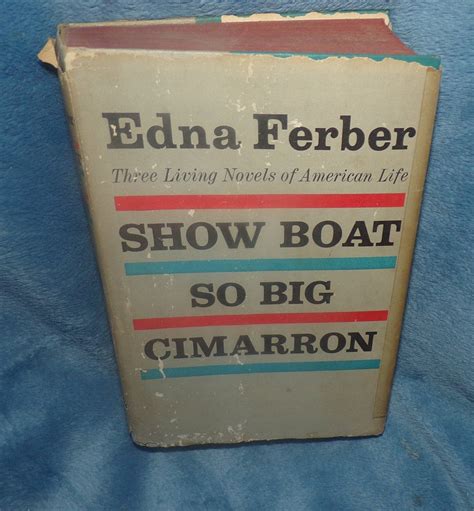 Edna Ferber
Three Living Novels of American Life
SHOW BOAT
SO BIG
CIMARRON